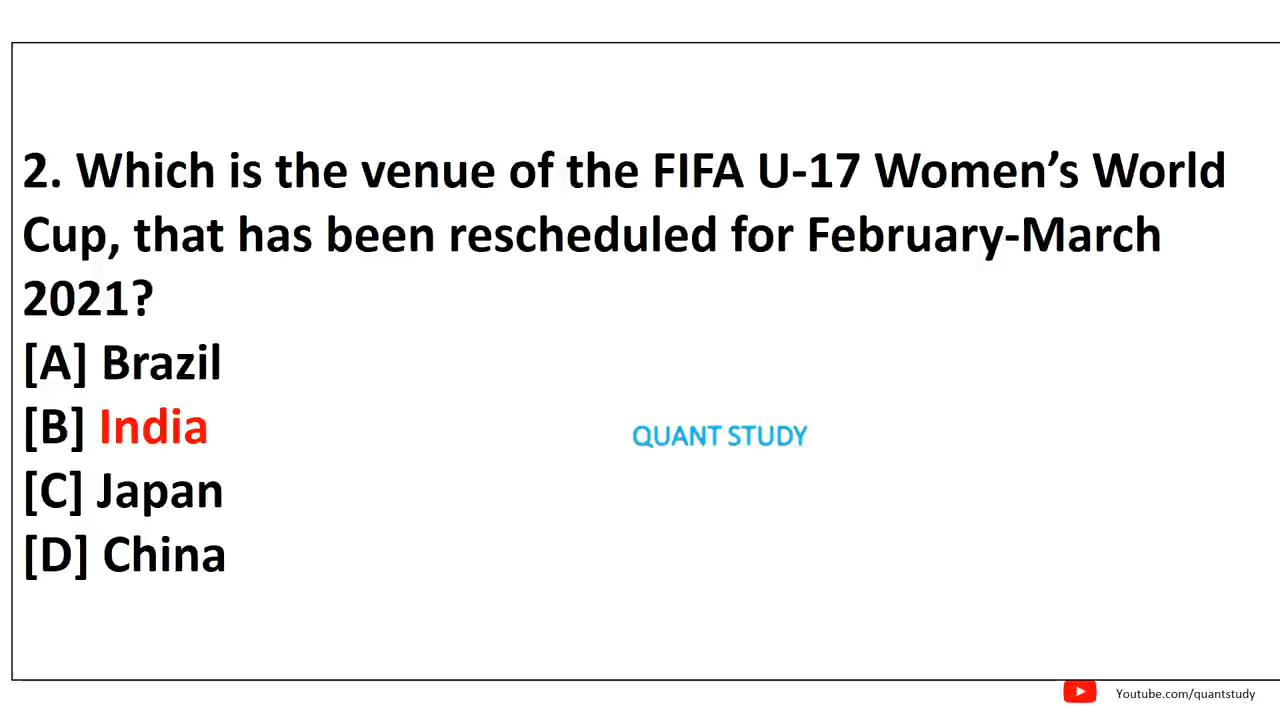 2. Which is the venue of the FIFA U-17 Women’s World
Cup, that has been rescheduled for February-March
2021?
[A] Brazil
[B] India
QUANT STUDY
[C] Japan
[D] China
Youtube.com/quantstudy